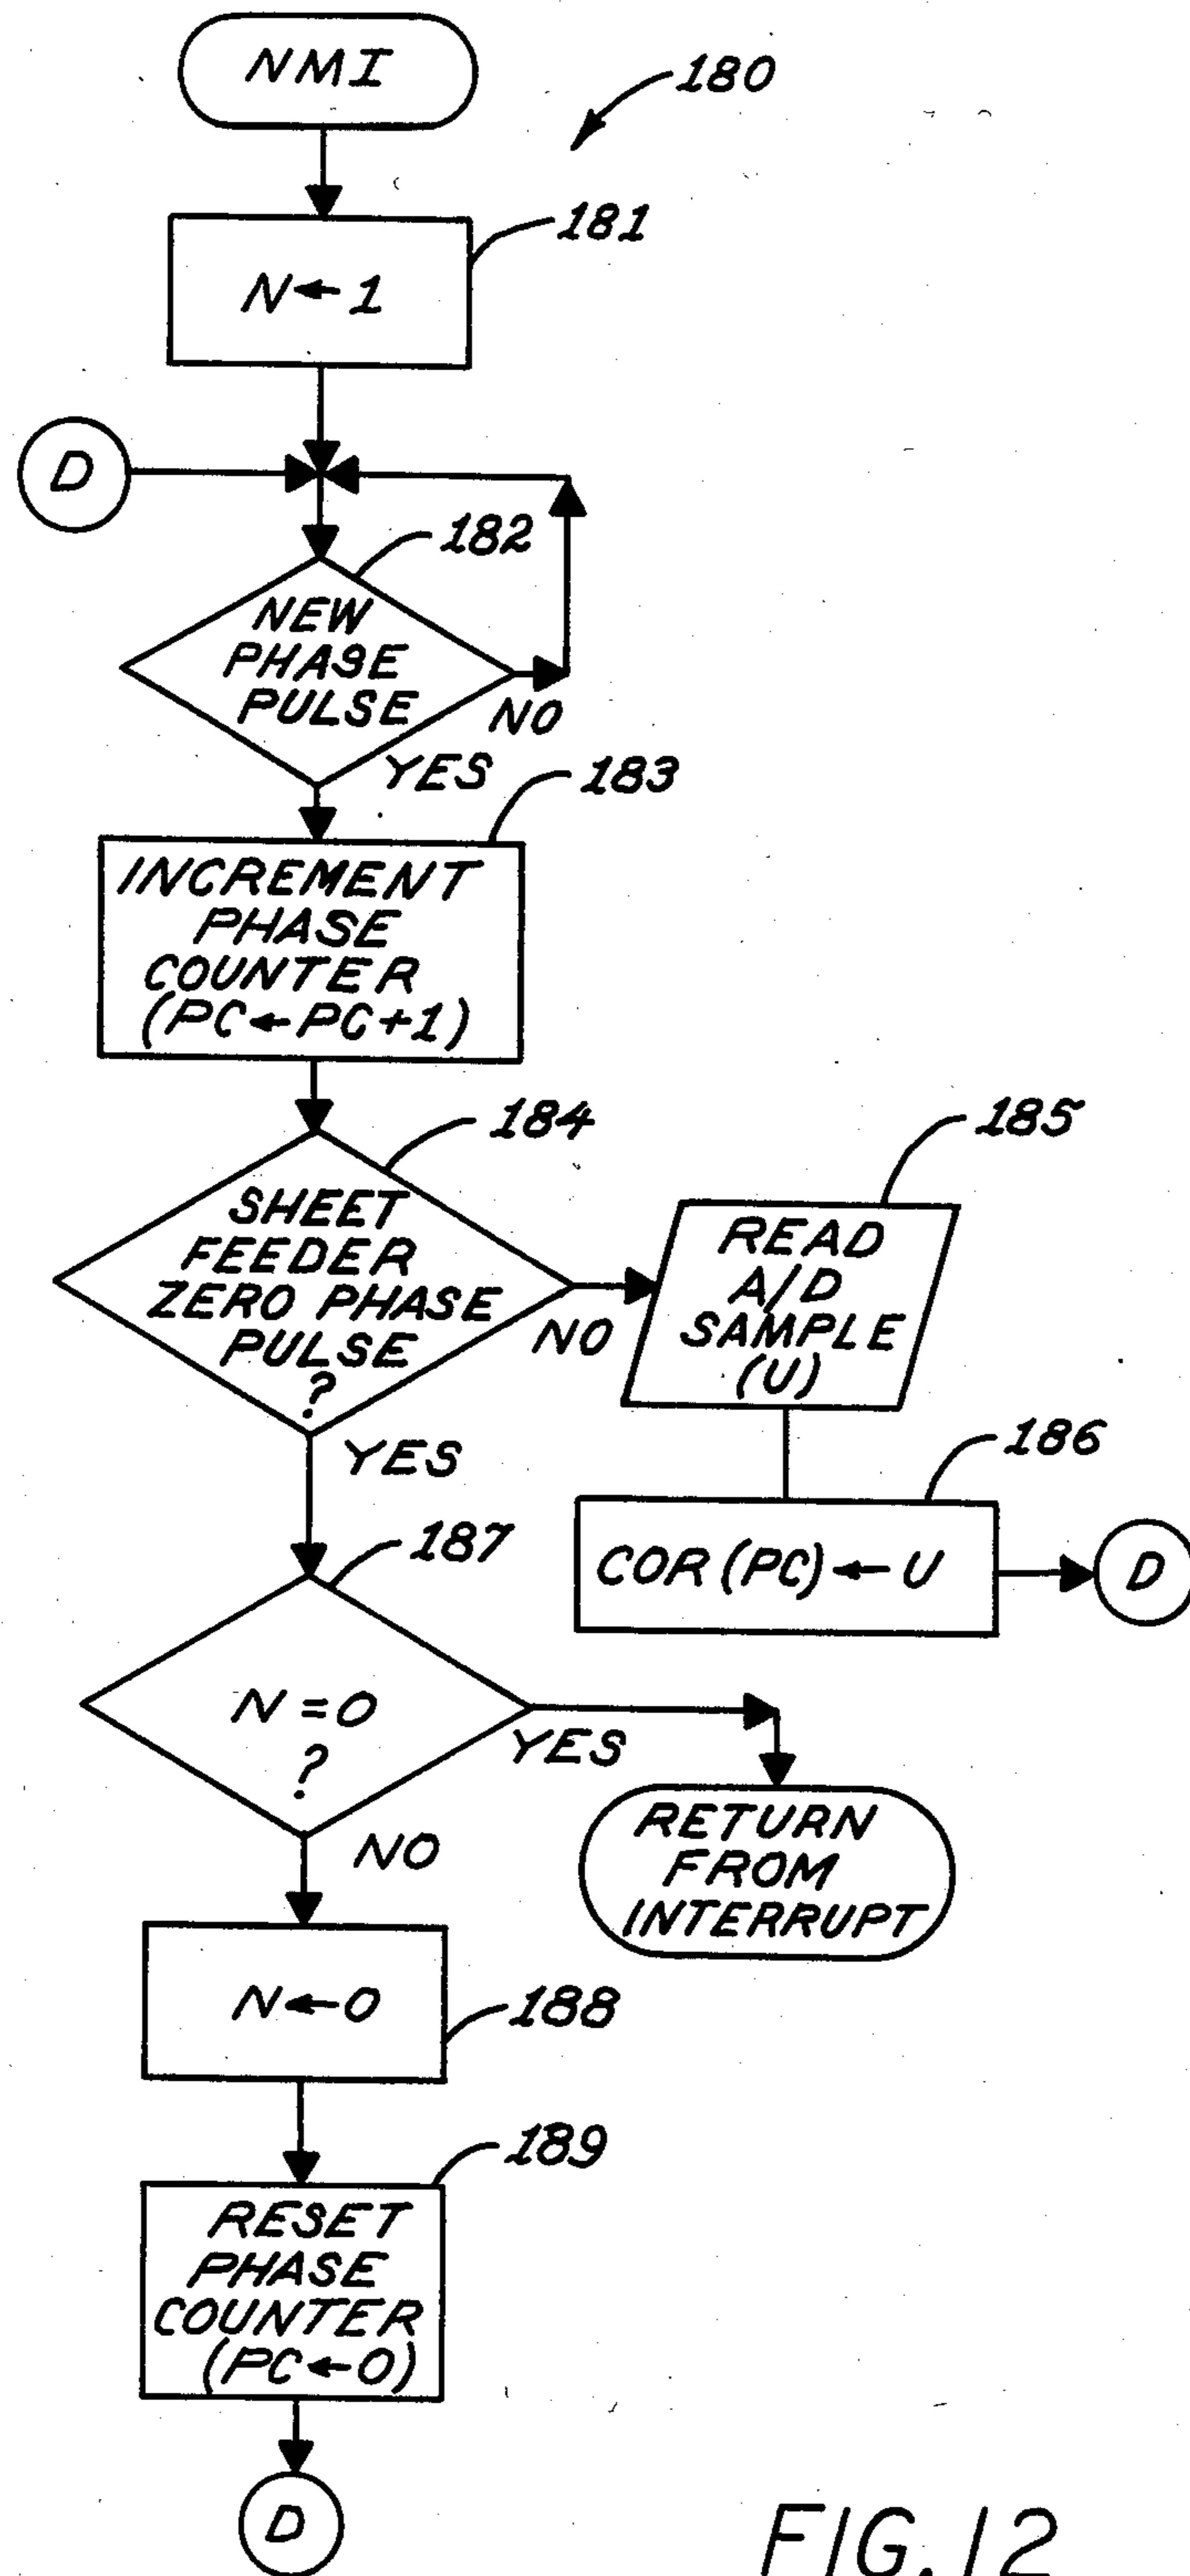 NMI
180
181
N←1
D
182
NEW
PHASE
PULSE
NO
YES
183
INCREMENT
PHASE
COUNTER
(PC←PC+1)
184
SHEET
FEEDER
ZERO PHASE
PULSE
?
NO
YES
185
READ
A/D
SAMPLE
(U)
186
COR(PC)←U
D
187
N=0
?
YES
NO
RETURN
FROM
INTERRUPT
N←0
188
189
RESET
PHASE
COUNTER
(PC←0)
D
FIG. 12